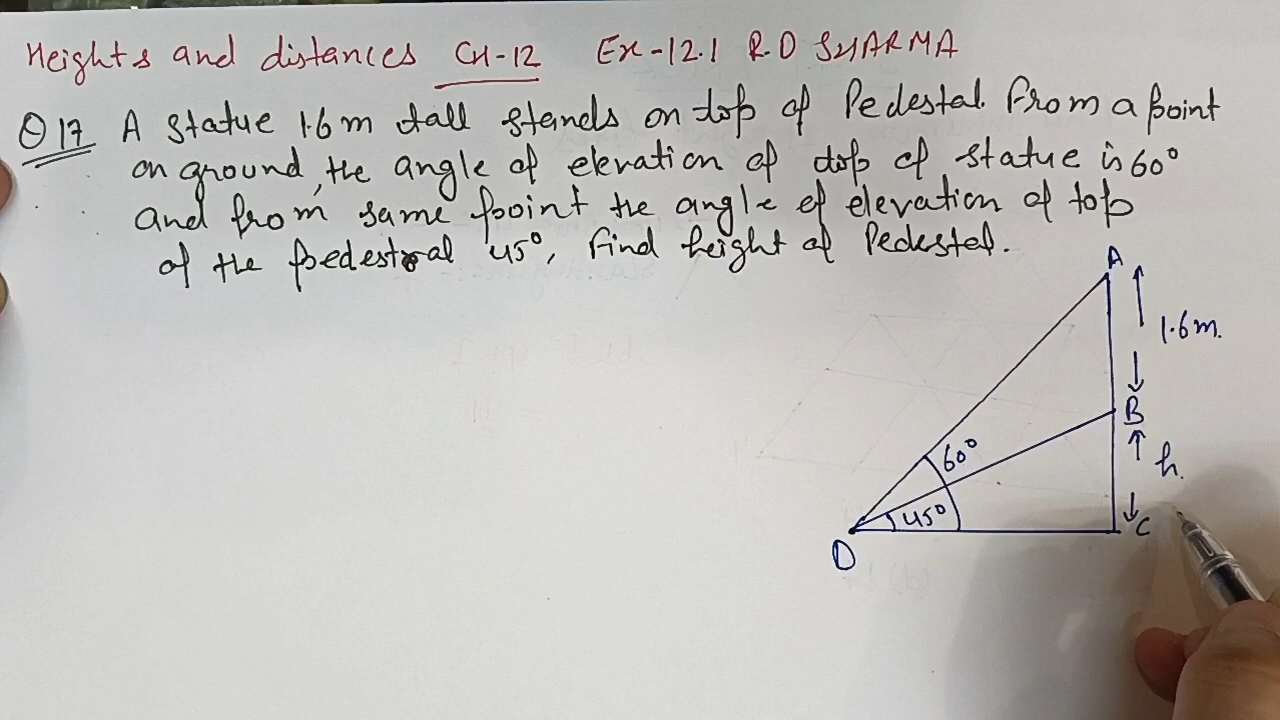 Heights and distances CH-12 Ex-12.1 R.D SHARMA
Q17 A statue 1.6m tall stands on top of Pedestal. From a point
on ground, the angle of elevation of top of statue is 60°
and from same point the angle of elevation of top
of the pedestral 45°, Find height of Pedestal.
A
1.6m.
B
60°
h.
45°
C
D